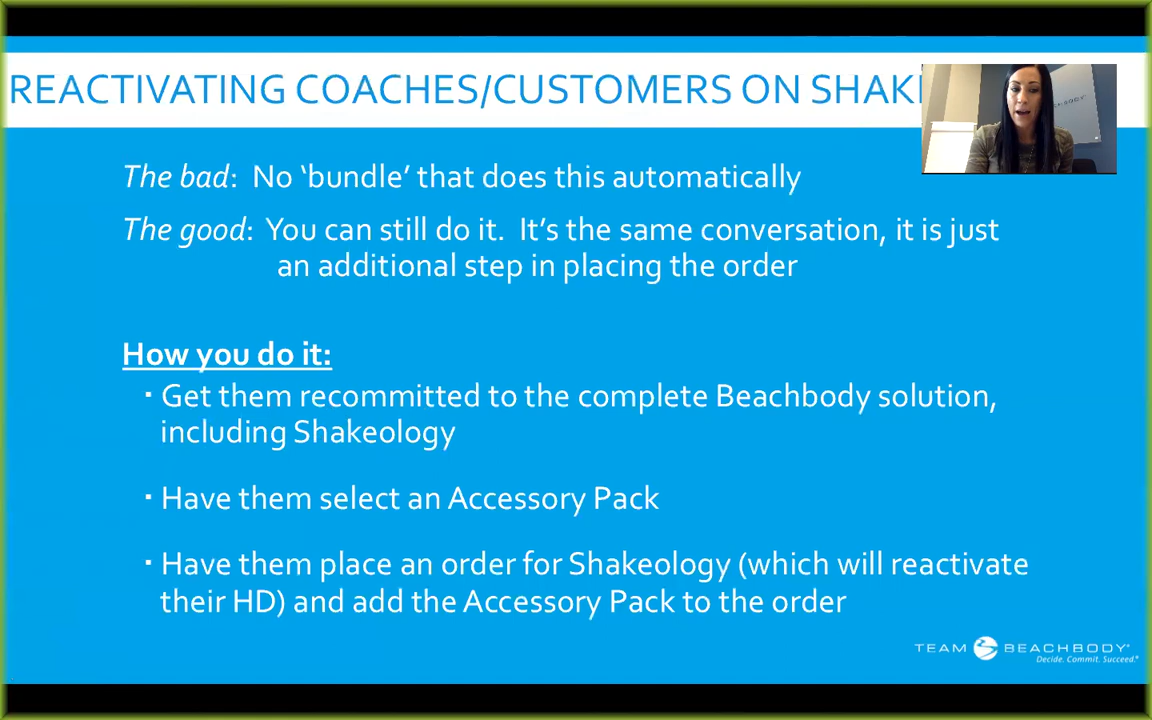 REACTIVATING COACHES/CUSTOMERS ON
The bad: No ‘bundle’ that does this automatically
The good: You can still do it. It’s the same conversation, it is just
an additional step in placing the order
How you do it:
▪ Get them recommitted to the complete Beachbody solution,
including Shakeology
▪ Have them select an Accessory Pack
▪ Have them place an order for Shakeology (which will reactivate
their HD) and add the Accessory Pack to the order
TEAM BEACHBODY®
Decide. Commit. Succeed.®